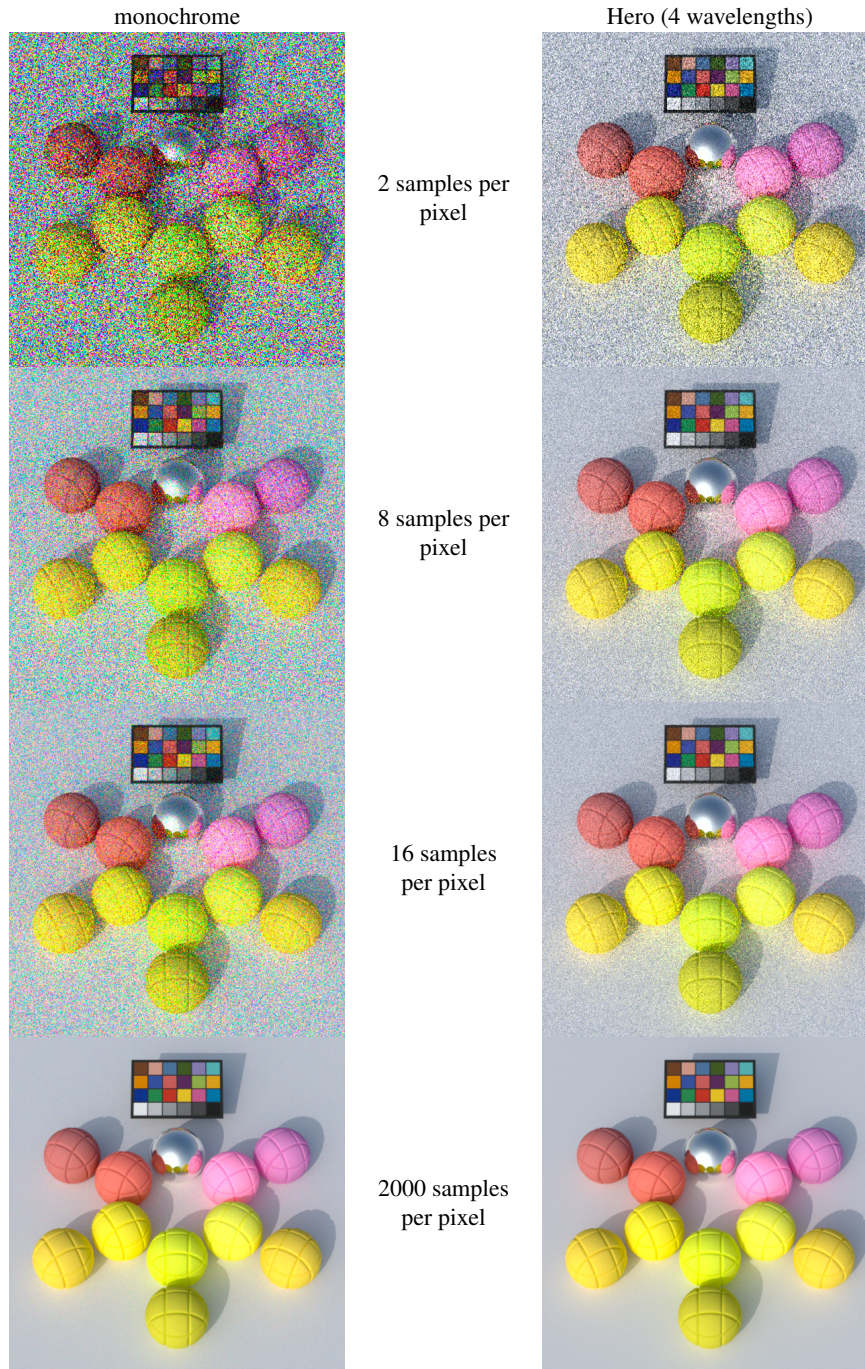 monochrome
Hero (4 wavelengths)
2 samples per
pixel
8 samples per
pixel
16 samples
per pixel
2000 samples
per pixel